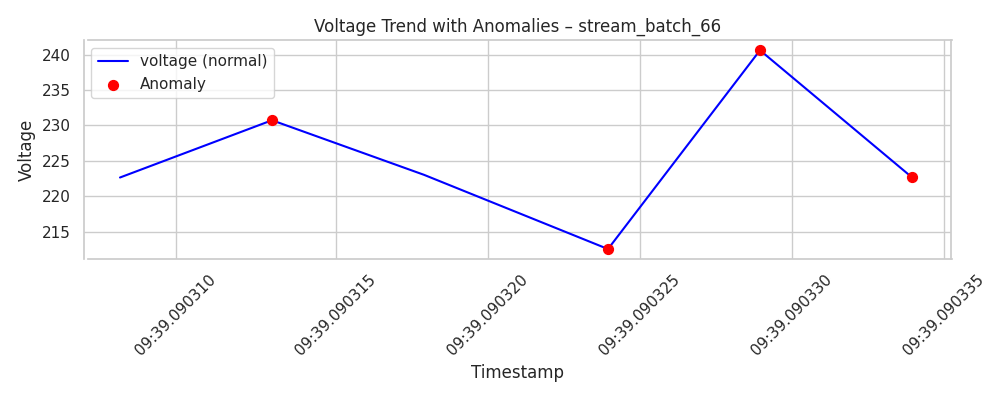 Voltage Trend with Anomalies – stream_batch_66
voltage (normal)
Anomaly
Voltage
240
235
230
225
220
215
09:39.090310
09:39.090315
09:39.090320
09:39.090325
09:39.090330
09:39.090335
Timestamp